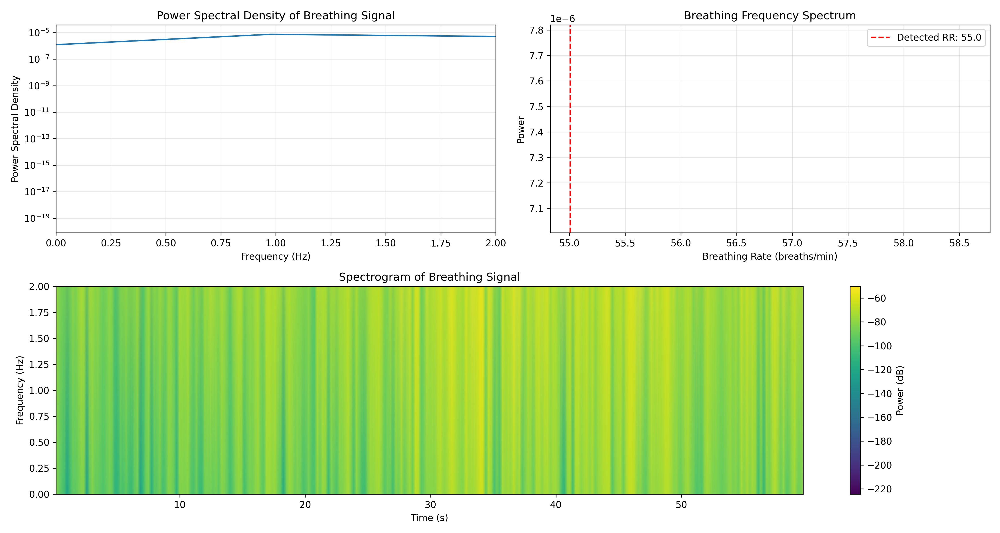 Power Spectral Density of Breathing Signal
Power Spectral Density
10⁻⁵
10⁻⁷
10⁻⁹
10⁻¹¹
10⁻¹³
10⁻¹⁵
10⁻¹⁷
10⁻¹⁹
0.00 0.25 0.50 0.75 1.00 1.25 1.50 1.75 2.00
Frequency (Hz)
Breathing Frequency Spectrum
1e−6
Detected RR: 55.0
Power
7.8
7.7
7.6
7.5
7.4
7.3
7.2
7.1
55.0 55.5 56.0 56.5 57.0 57.5 58.0 58.5
Breathing Rate (breaths/min)
Spectrogram of Breathing Signal
Frequency (Hz)
2.00
1.75
1.50
1.25
1.00
0.75
0.50
0.25
0.00
10 20 30 40 50
Time (s)
−60
−80
−100
−120
−140
−160
−180
−200
−220
Power (dB)